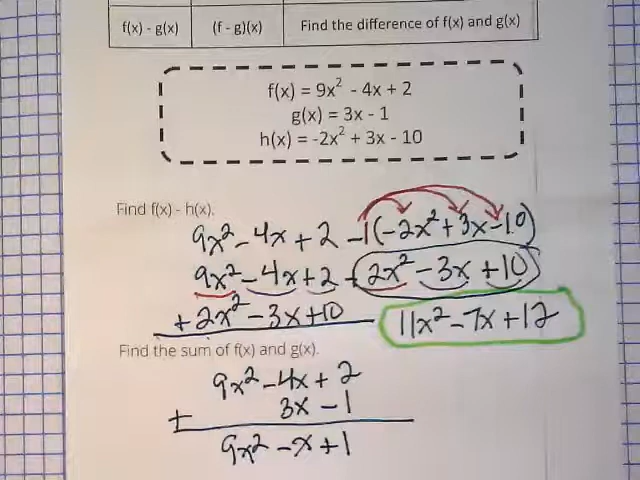 f(x) - g(x) (f - g)(x) Find the difference of f(x) and g(x)
f(x) = 9x² - 4x + 2
g(x) = 3x - 1
h(x) = -2x² + 3x - 10
Find f(x) - h(x).
9x² - 4x + 2 - 1(-2x² + 3x - 10)
9x² - 4x + 2 + 2x² - 3x + 10
+ 2x² - 3x + 10
11x² - 7x + 12
Find the sum of f(x) and g(x).
9x² - 4x + 2
+ 3x - 1
9x² - x + 1